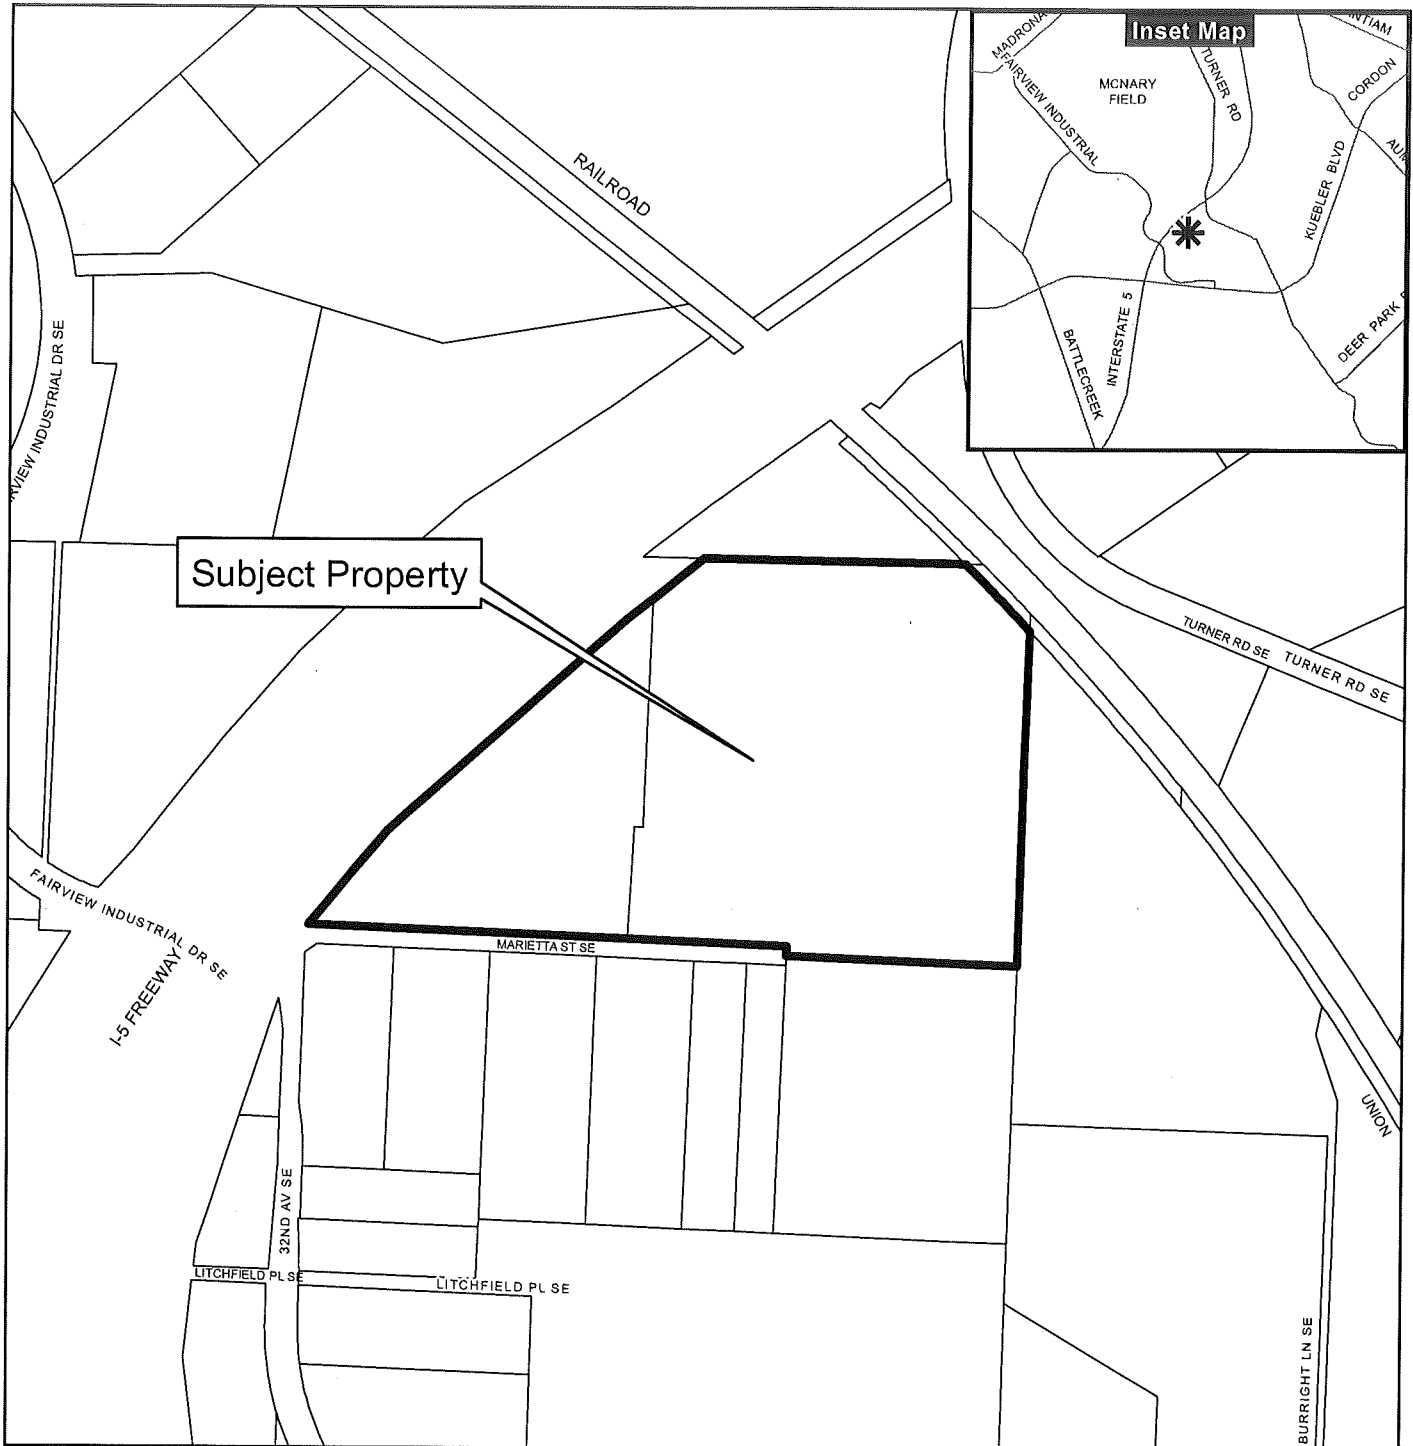 Inset Map
MADRONA
FAIRVIEW INDUSTRIAL
MCNARY
FIELD
TURNER RD
CORDON
KUEBLER BLVD
INTERSTATE 5
BATTLECREEK
DEER PARK
RAILROAD
RVIEW INDUSTRIAL DR SE
Subject Property
TURNER RD SE
TURNER RD SE
FAIRVIEW INDUSTRIAL DR SE
I-5 FREEWAY
MARIETTA ST SE
UNION
32ND AV SE
LITCHFIELD PL SE
LITCHFIELD PL SE
BURRIGHT LN SE